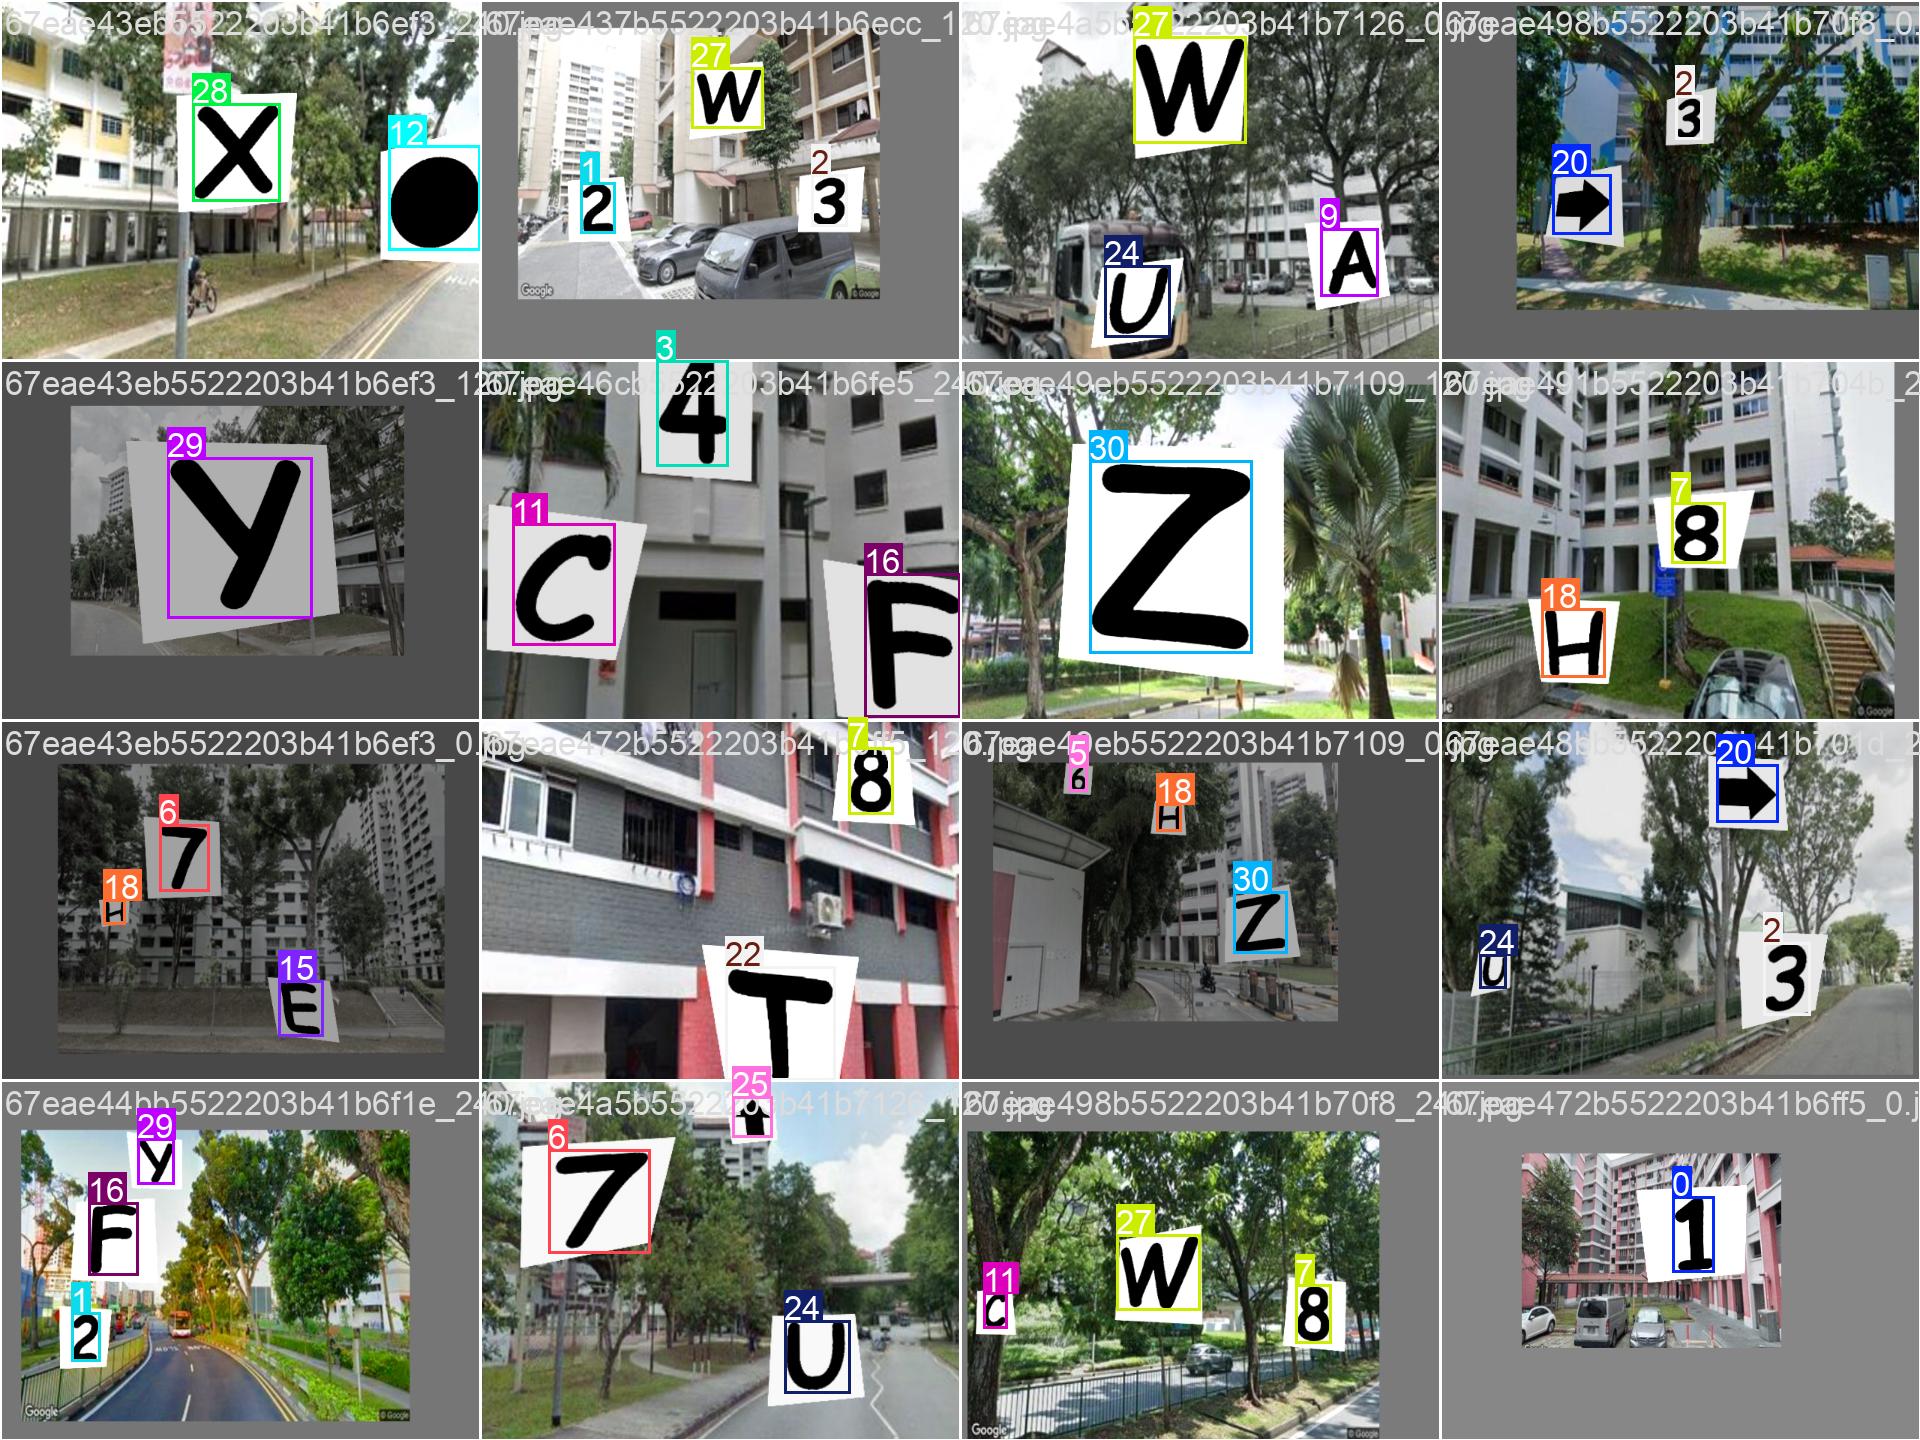 67eae43eb5522203b41b6ef3_240.jpg
67eae437b5522203b41b6ecc_120.jpg
67eae4a5b5522203b41b7126_0.jpg
67eae498b5522203b41b70f8_0.
28
X
12
27
W
1
2
2
3
Google
© Google
27
W
9
A
24
U
2
3
20
67eae43eb5522203b41b6ef3_120.jpg
67eae46cb5522203b41b6fe5_240.jpg
67eae49eb5522203b41b7109_120.jpg
67eae491b5522203b41b704b_2
29
Y
3
4
11
C
16
F
30
Z
7
8
18
H
© Google
67eae43eb5522203b41b6ef3_0.jpg
67eae472b5522203b41b6ff5_120.jpg
67eae49eb5522203b41b7109_0.jpg
67eae48bb5522203b41b701d_2
6
7
18
H
15
E
7
8
22
T
5
6
18
H
30
Z
20
24
U
2
3
67eae44bb5522203b41b6f1e_240.jpg
67eae4a5b5522203b41b7126_120.jpg
67eae498b5522203b41b70f8_240.jpg
67eae472b5522203b41b6ff5_0.j
29
Y
16
F
1
2
© Google
25
6
7
24
U
27
W
11
C
7
8
Google
© Google
0
1